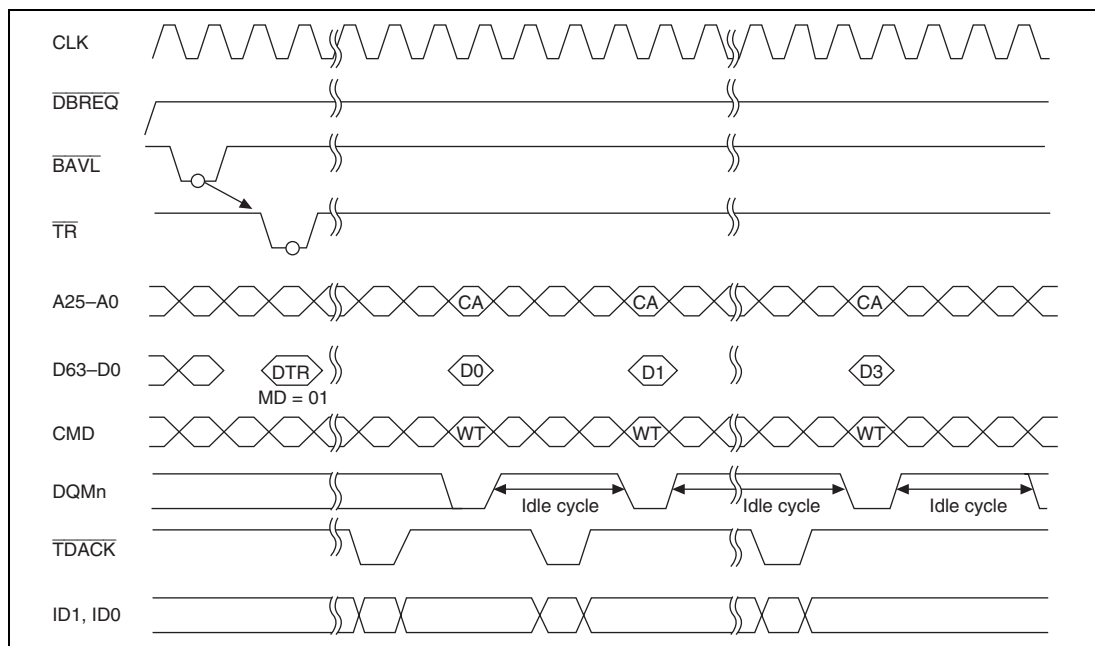 CLK
DBREQ
BAVL
TR
A25–A0 CA CA CA
D63–D0 DTR D0 D1 D3
MD = 01
CMD WT WT WT
DQMn
Idle cycle Idle cycle Idle cycle
TDACK
ID1, ID0